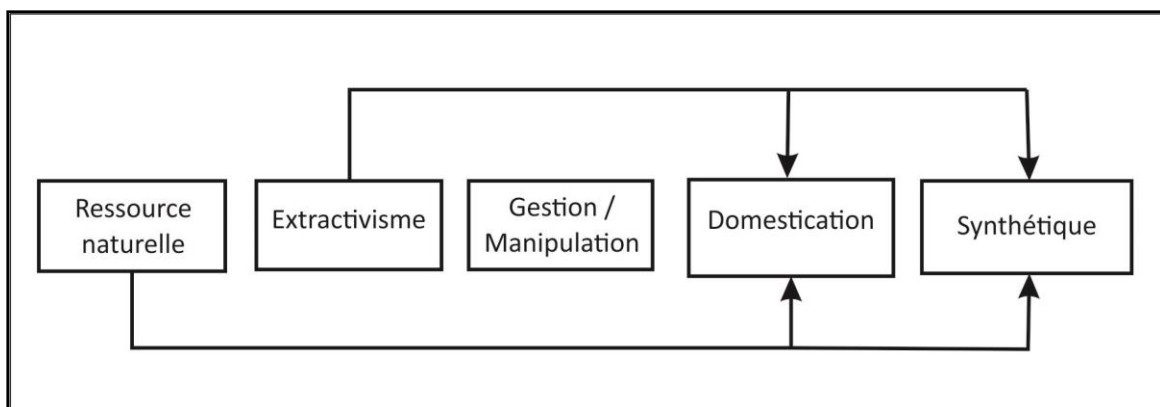 Ressource
naturelle
Extractivisme
Gestion /
Manipulation
Domestication
Synthétique